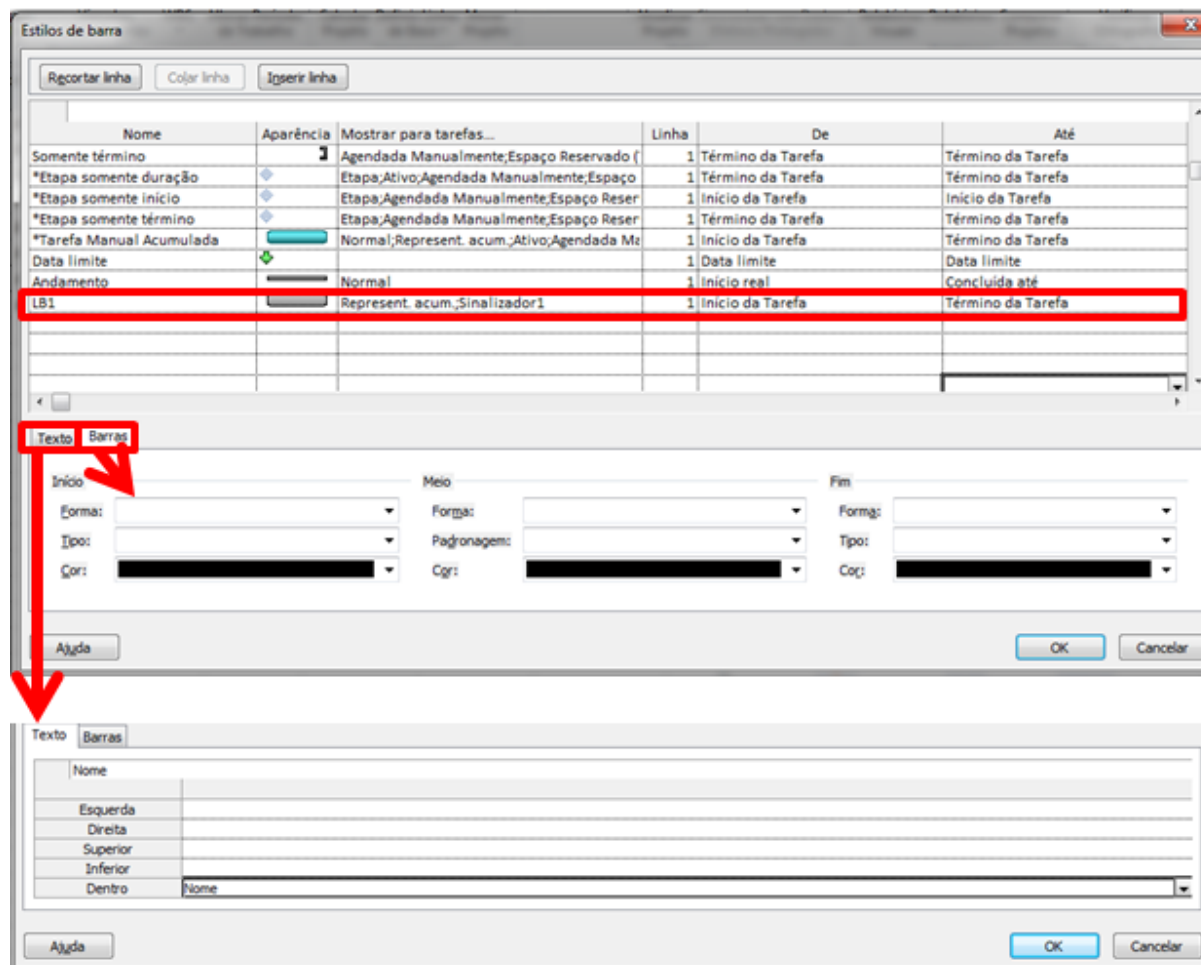 Estilos de barra
Recortar linha Colar linha Inserir linha
Nome Aparência Mostrar para tarefas... Linha De Até
Somente término Agendada Manualmente;Espaço Reservado ( 1 Término da Tarefa Término da Tarefa
*Etapa somente duração Etapa;Ativo;Agendada Manualmente;Espaço 1 Término da Tarefa Término da Tarefa
*Etapa somente início Etapa;Agendada Manualmente;Espaço Reser 1 Início da Tarefa Início da Tarefa
*Etapa somente término Etapa;Agendada Manualmente;Espaço Reser 1 Término da Tarefa Término da Tarefa
*Tarefa Manual Acumulada Normal;Represent. acum.;Ativo;Agendada Ma 1 Início da Tarefa Término da Tarefa
Data limite 1 Data limite Data limite
Andamento Normal 1 Início real Concluída até
LB1 Represent. acum.;Sinalizador1 1 Início da Tarefa Término da Tarefa
Texto Barras
Início Meio Fim
Forma: Forma: Forma:
Tipo: Padronagem: Tipo:
Cor: Cor: Cor:
Ajuda OK Cancelar
Texto Barras
Nome
Esquerda
Direita
Superior
Inferior
Dentro Nome
Ajuda OK Cancelar